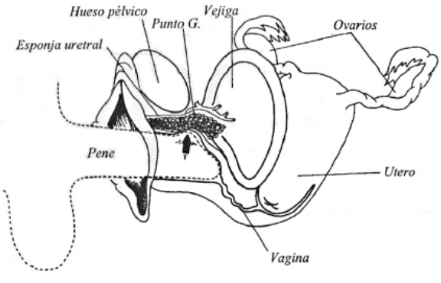 Hueso pélvico
Vejiga
Punto G.
Ovarios
Esponja uretral
Pene
Utero
Vagina